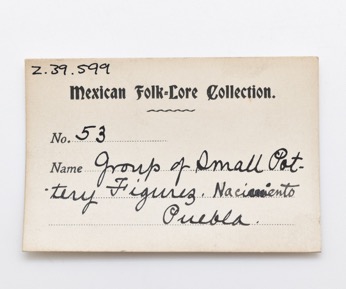 Z.39.599
Mexican Folk-Lore Collection.
No. 53
Name Group of Small Pot-
tery Figures. Nacimiento
Puebla.